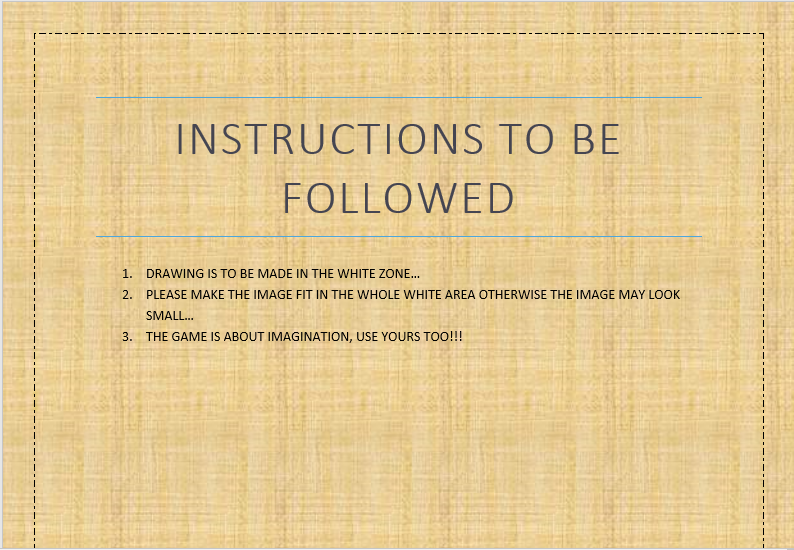 INSTRUCTIONS TO BE
FOLLOWED
1. DRAWING IS TO BE MADE IN THE WHITE ZONE...
2. PLEASE MAKE THE IMAGE FIT IN THE WHOLE WHITE AREA OTHERWISE THE IMAGE MAY LOOK
SMALL...
3. THE GAME IS ABOUT IMAGINATION, USE YOURS TOO!!!